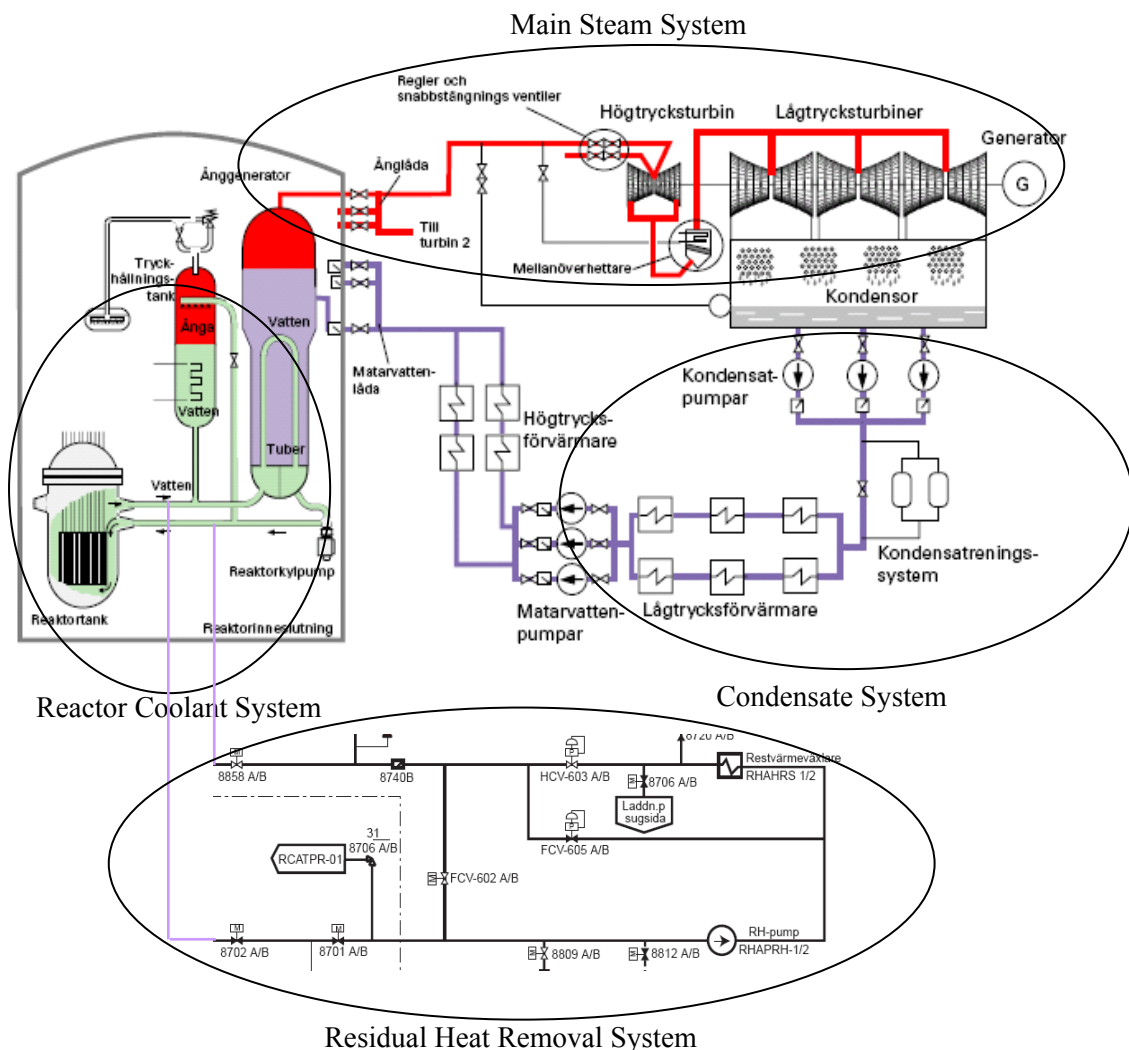 Main Steam System
Regler och
snabbstängnings ventiler
Högtrycksturbin
Lågtrycksturbiner
Generator
G
Ånggenerator
Ånglåda
Till
turbin 2
Mellanöverhettare
Kondensor
Tryck-
hållnings-
tank
Ånga
Vatten
Vatten
Tuber
Matarvatten-
låda
Högtrycks-
förvärmare
Kondensat-
pumpar
Vatten
Reaktortank
Reaktorkylpump
Reaktorinneslutning
Matarvatten-
pumpar
Lågtrycksförvärmare
Kondensatrenings-
system
Reactor Coolant System
Condensate System
M
8858 A/B
8740B
P
HCV-603 A/B
8720 A/B
M
8706 A/B
Restvärmeväxlare
RHAHRS 1/2
Laddn.p
sugsida
P
FCV-605 A/B
31
8706 A/B
RCATPR-01
M
FCV-602 A/B
M
8702 A/B
M
8701 A/B
8809 A/B
8812 A/B
RH-pump
RHAPRH-1/2
Residual Heat Removal System